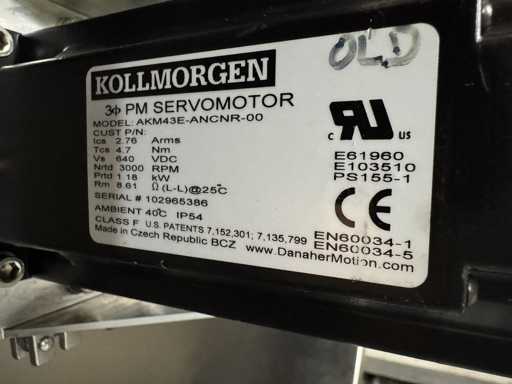 OLD
KOLLMORGEN
3ϕ PM SERVOMOTOR
MODEL: AKM43E-ANCNR-00
CUST P/N:
Ics 2.76 Arms
Tcs 4.7 Nm
Vs 640 VDC
Nrtd 3000 RPM
Prtd 1.18 kW
Rm 8.61 Ω (L-L)@25°C
SERIAL # 102965386
AMBIENT 40°C IP54
CLASS F U.S. PATENTS 7,152,301; 7,135,799
Made in Czech Republic BCZ www.DanaherMotion.com
c RU US
E61960
E103510
PS155-1
CE
EN60034-1
EN60034-5